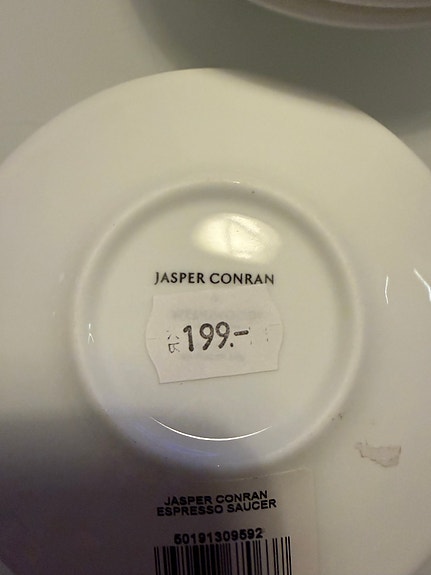 JASPER CONRAN
199.-
JASPER CONRAN
ESPRESSO SAUCER
50191309592